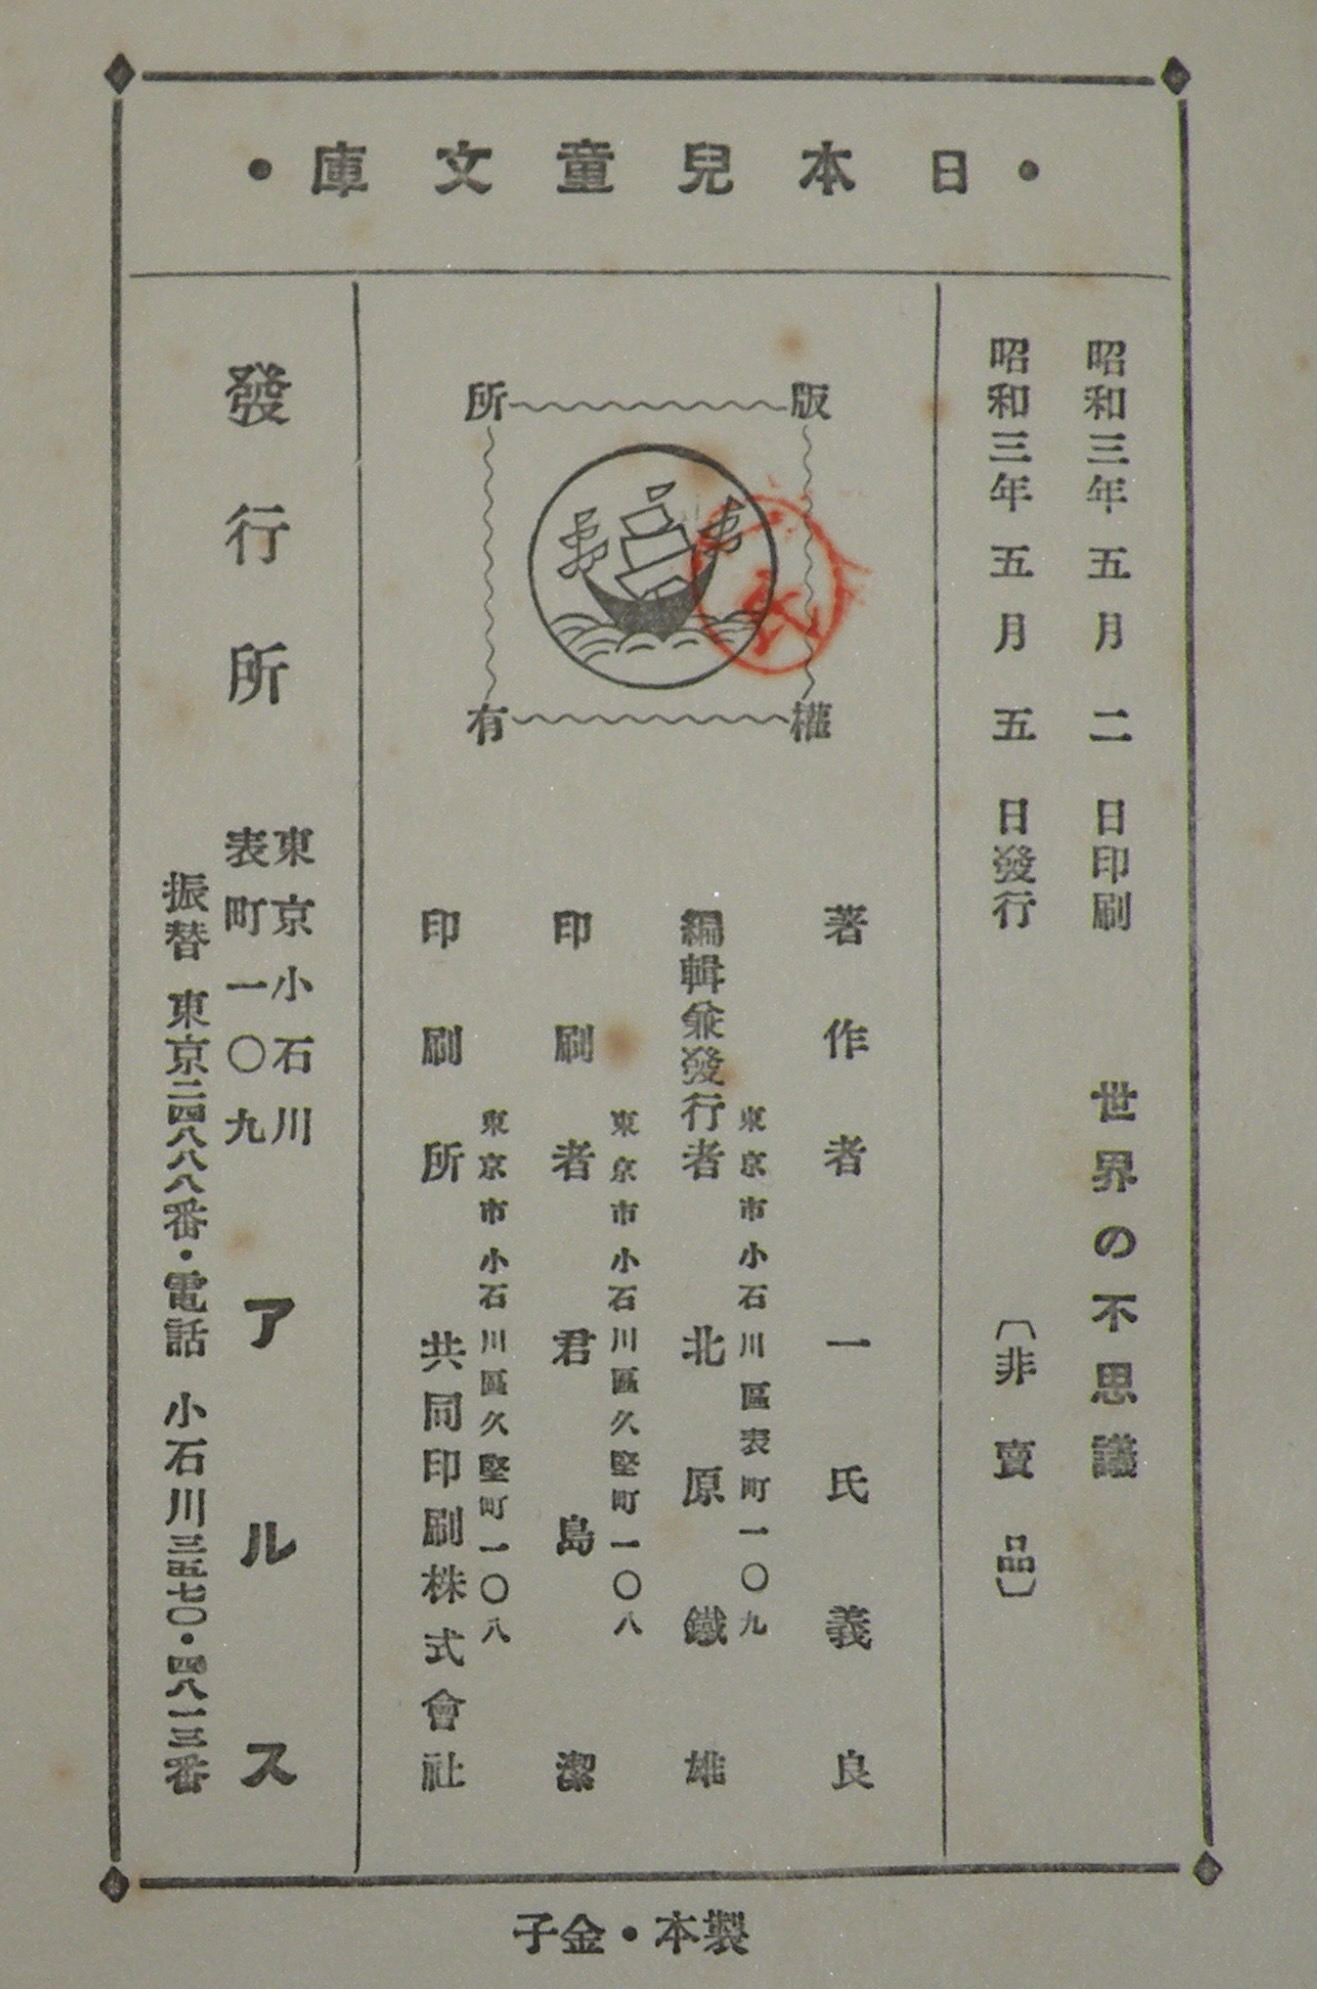 ・日本兒童文庫・
昭和三年五月二日印刷
世界の不思議
昭和三年五月五日發行
〔非賣品〕
版權
所有
著作者 一氏義良
東京市小石川區表町一〇九
編輯兼發行者 北原鐵雄
東京市小石川區久堅町一〇八
印刷者 君島潔
東京市小石川區久堅町一〇八
印刷所 共同印刷株式會社
發行所
東京小石川
表町一〇九
アルス
振替 東京二四八八八番・電話 小石川三五七〇・四八一三番
製本・金子